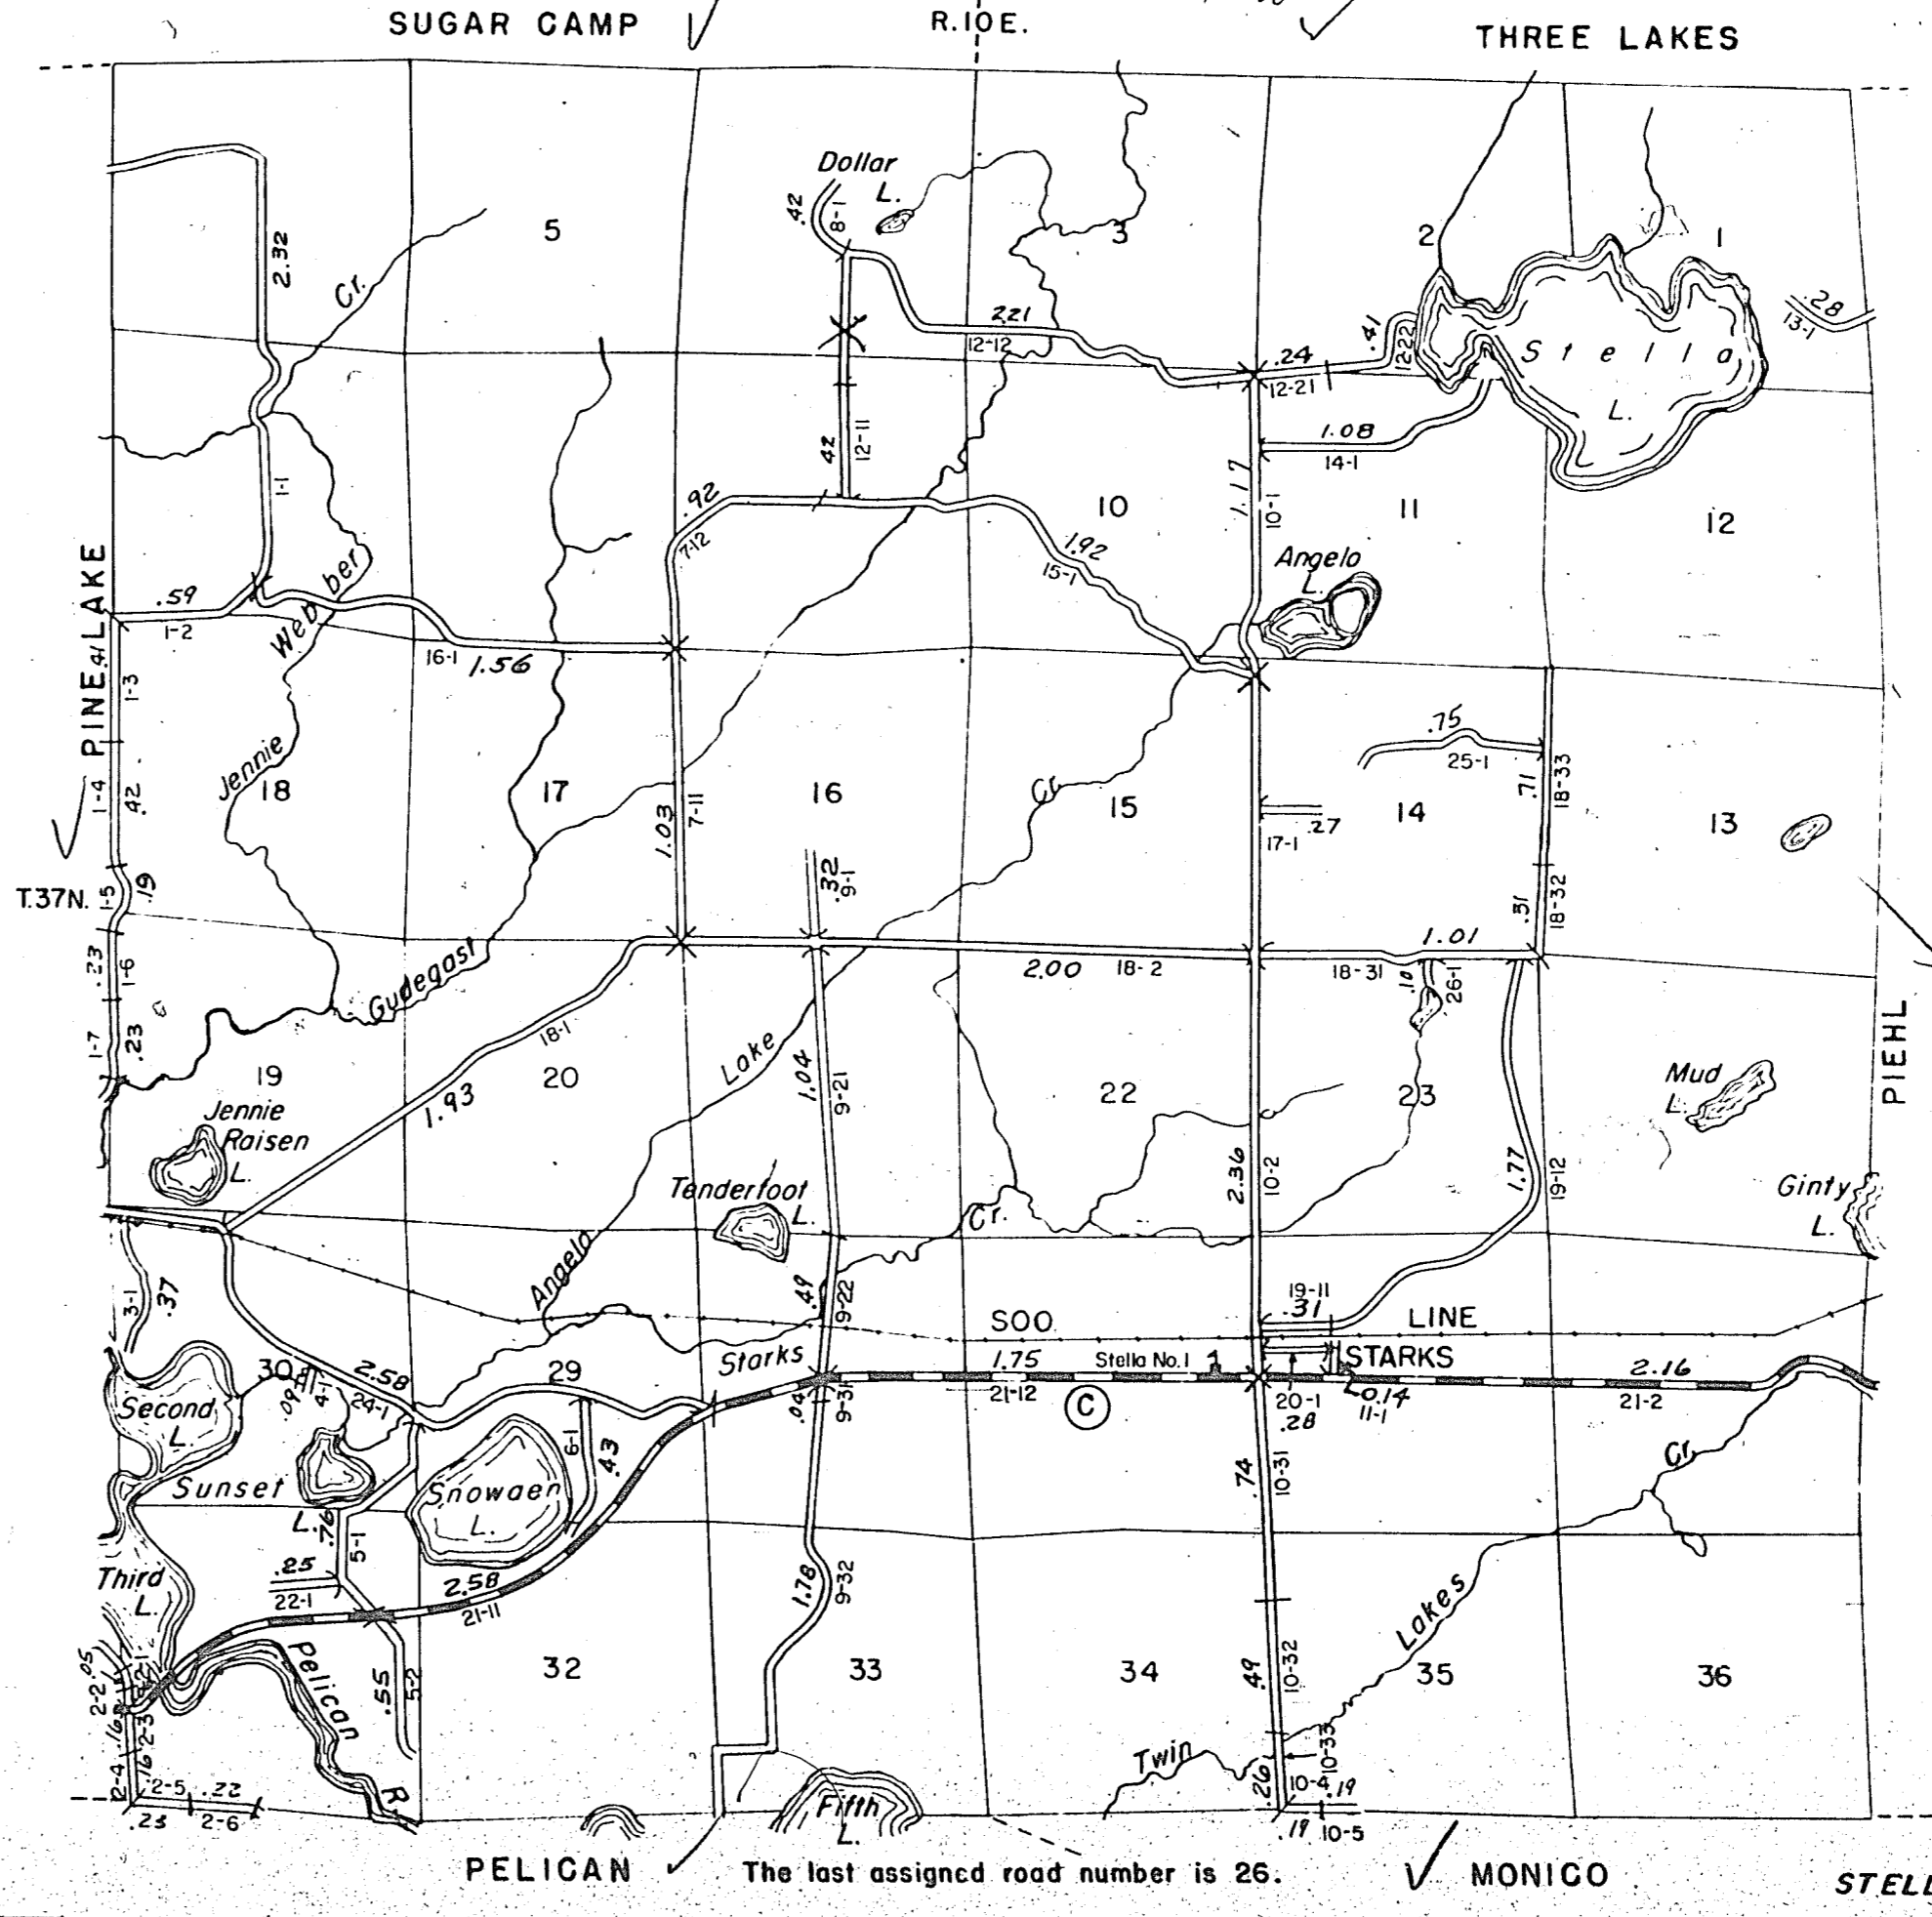 SUGAR CAMP
R.10E.
THREE LAKES
Dollar
L.
.42
8-1
5
3
2
1
2.32
Cr.
2.21
12-12
.24
12-21
.41
12-22
.28
13-1
Stella
L.
1.08
14-1
42
12-11
1-1
.92
7-12
10
1.17
10-1
11
12
1.92
15-1
Angelo
L.
PINE LAKE
.59
1-2
Webber
16-1
1.56
.41
1-3
.75
25-1
.71
18-33
Jennie
18
17
16
15
14
13
1-4
.42
1.03
7-11
Cr.
17-1
.27
T.37N.
1-5
.19
.32
9-1
.31
18-32
1.01
2.00
18-2
18-31
.10
26-1
.23
1-6
Gudegast
18-1
1-7
.23
19
20
1.93
Lake
1.04
9-21
22
23
Mud
L.
PIEHL
Jennie
Raisen
L.
Tenderfoot
L.
Cr.
2.36
10-2
1.77
19-12
Ginty
L.
Angelo
.49
9-22
3-1
.37
SOO
19-11
.31
LINE
30
.09
4-1
2.58
24-1
29
Starks
1.75
Stella No.1
STARKS
2.16
.04
9-31
21-12
C
20-1
.28
0.14
11-1
21-2
Second
L.
6-1
.43
.74
10-31
Cr.
Sunset
L.
Snowden
L.
.76
5-1
Third
L.
.25
22-1
2.58
21-11
1.78
9-32
Lakes
Pelican
R.
32
33
34
35
36
.55
5-2
.49
10-32
.05
2-1
2-2
.16
2-3
2-4
.16
2-5
.22
.23
2-6
Twin
.26
10-33
10-4
.19
.19
10-5
Fifth
L.
PELICAN
The last assigned road number is 26.
MONICO